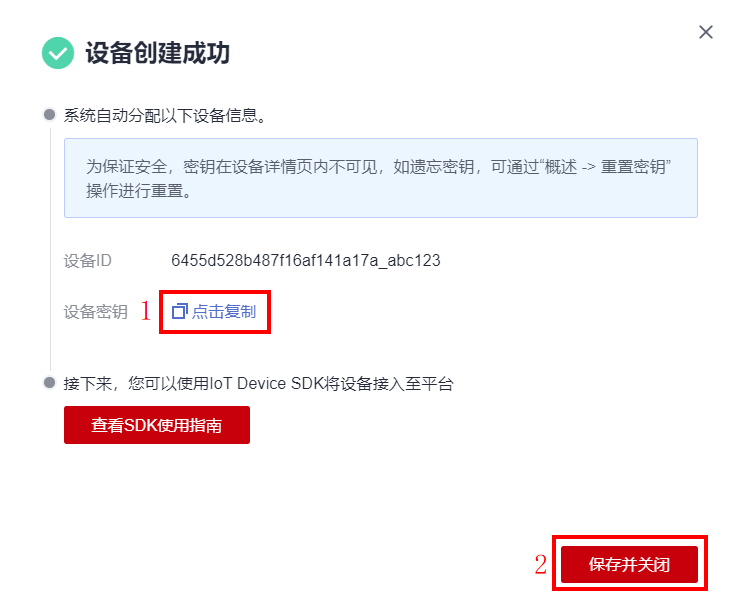 设备创建成功
系统自动分配以下设备信息。
为保证安全，密钥在设备详情页内不可见，如遗忘密钥，可通过“概述 -> 重置密钥”
操作进行重置。
设备ID 6455d528b487f16af141a17a_abc123
设备密钥 1 点击复制
接下来，您可以使用IoT Device SDK将设备接入至平台
查看SDK使用指南
2 保存并关闭